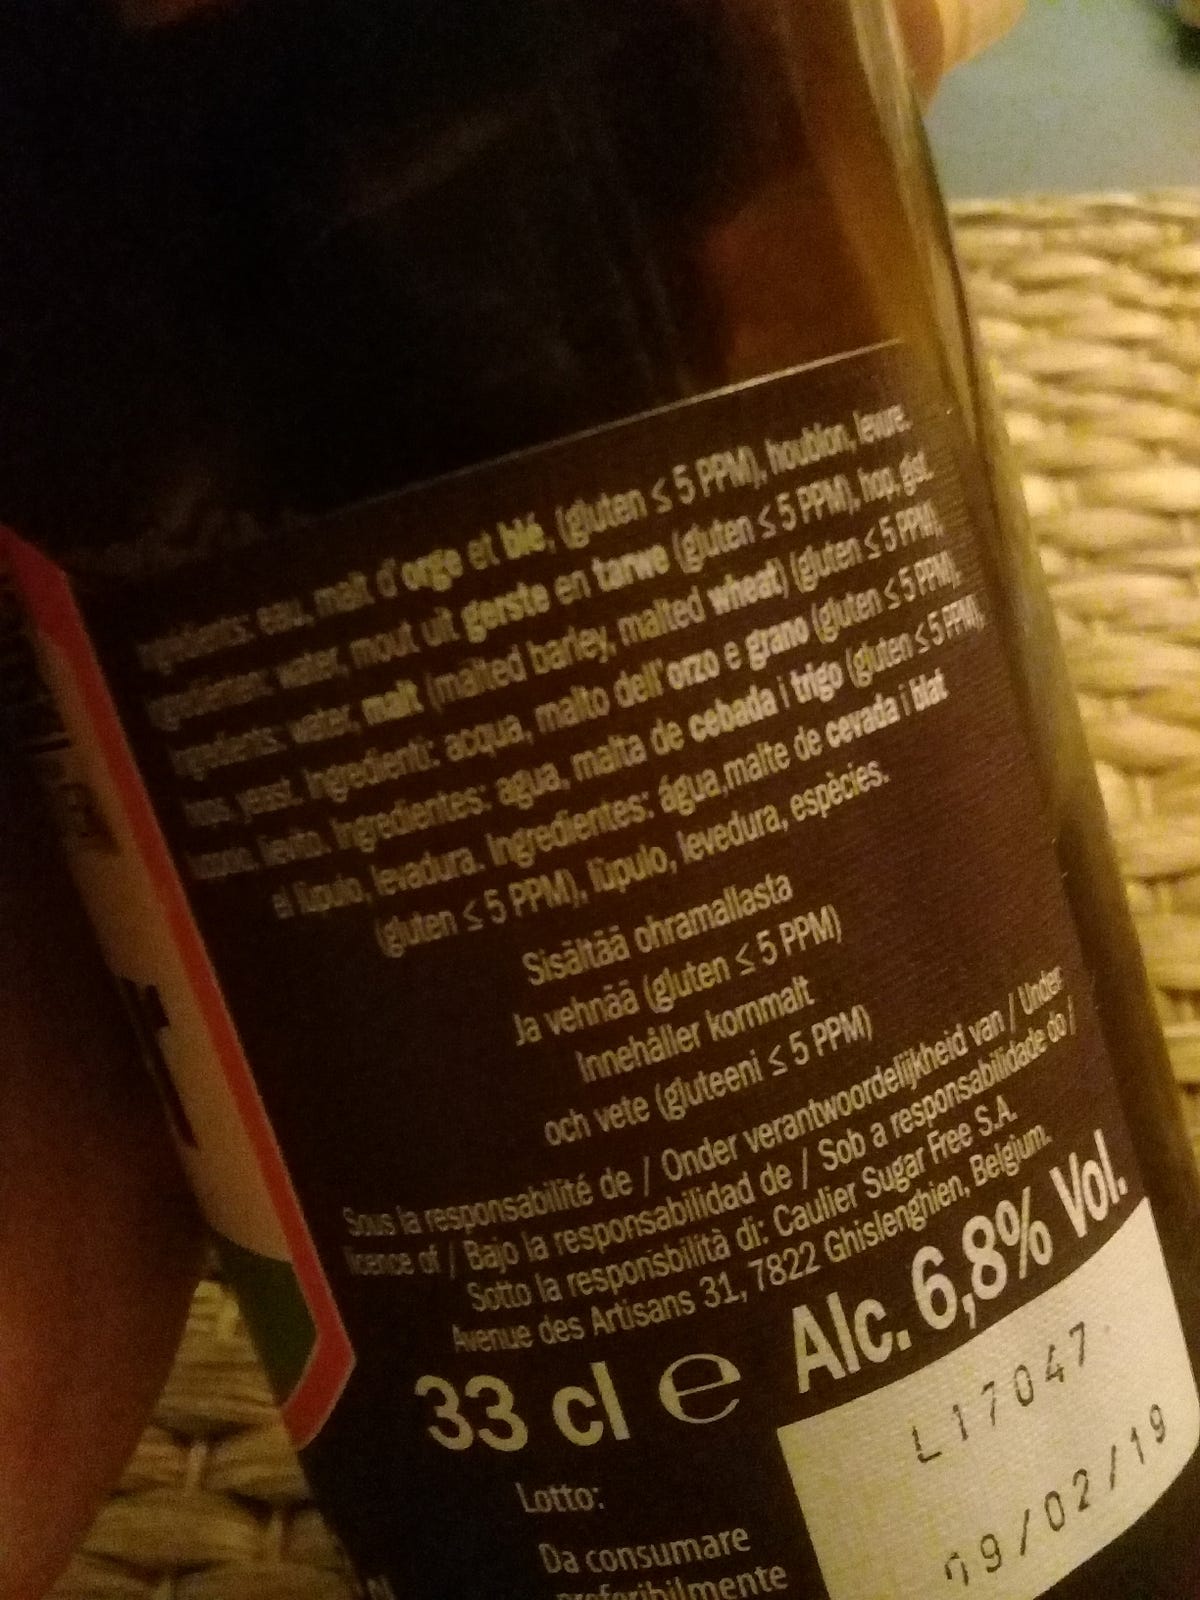 Ingrédients: eau, malt d'orge et blé, (gluten ≤ 5 PPM), houblon, levure.
Ingrediënten: water, mout uit gerste en tarwe (gluten ≤ 5 PPM), hop, gist.
Ingredients: water, malt (malted barley, malted wheat) (gluten ≤ 5 PPM),
hops, yeast. Ingredienti: acqua, malto dell'orzo e grano (gluten ≤ 5 PPM),
luppolo, lievito. Ingredientes: agua, malta de cebada i trigo (gluten ≤ 5 PPM),
el lúpulo, levadura. Ingredientes: água,malte de cevada i blat
(gluten ≤ 5 PPM), lúpulo, levedura, espècies.
Sisältää ohramallasta
Ja vehnää (gluten ≤ 5 PPM)
Innehåller kornmalt
och vete (gluteeni ≤ 5 PPM)
Sous la responsabilité de / Onder verantwoordelijkheid van / Under
licence of / Bajo la responsabilidad de / Sob a responsabilidade do /
Sotto la responsbilità di: Caulier Sugar Free S.A.
Avenue des Artisans 31, 7822 Ghislenghien, Belgium.
33 cl e Alc. 6,8% Vol.
L17047
/02/19
Lotto:
Da consumare
preferibilmente